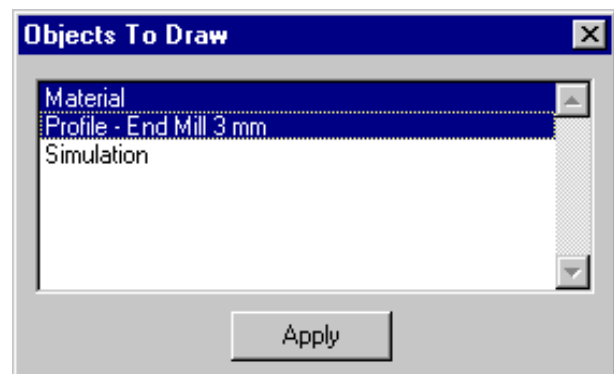 Objects To Draw
Material
Profile - End Mill 3 mm
Simulation
Apply